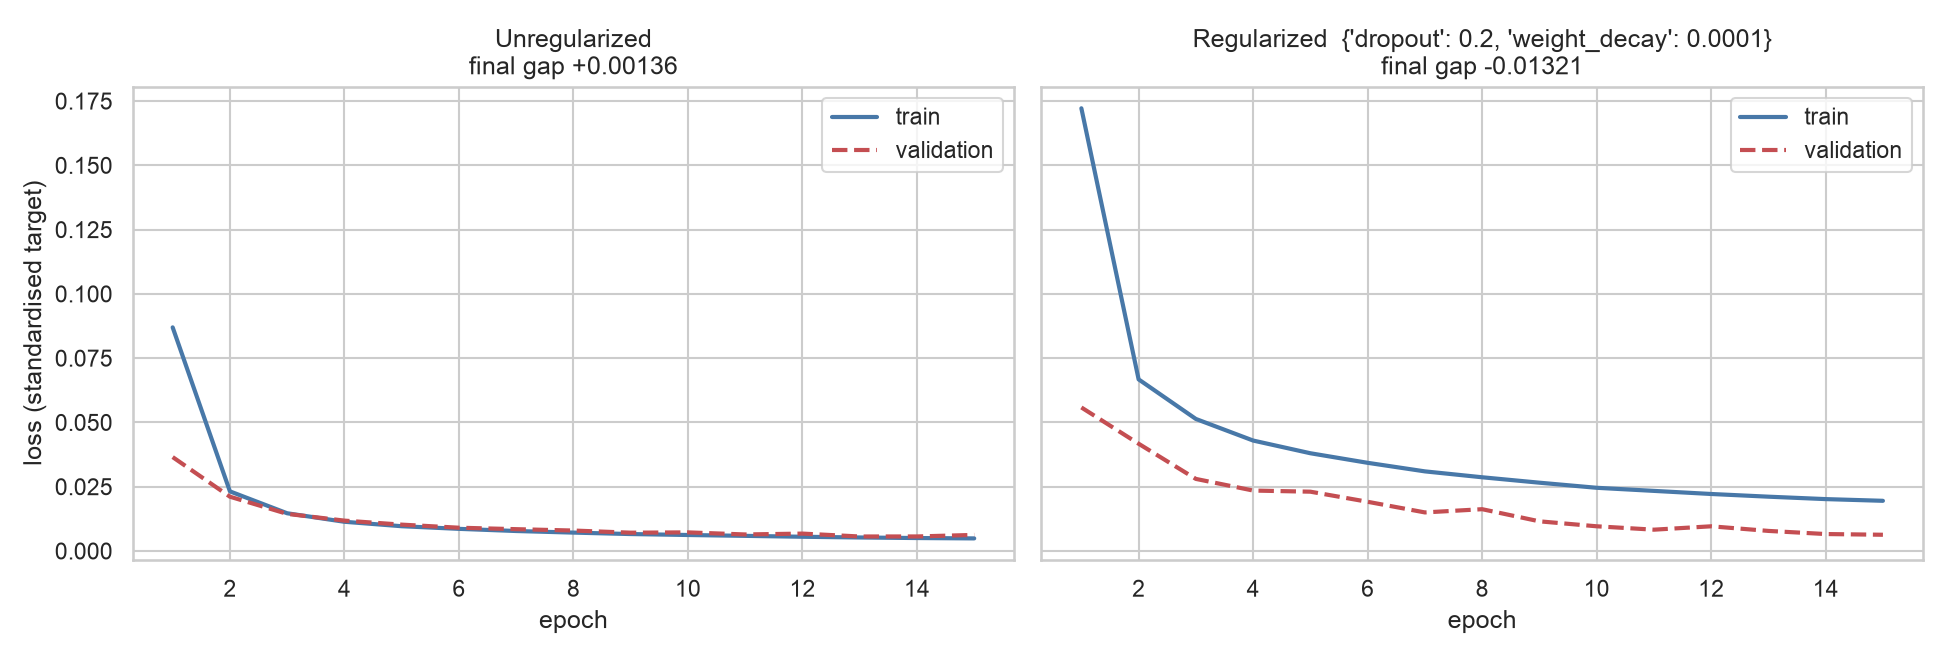 Unregularized
final gap +0.00136
Regularized  {'dropout': 0.2, 'weight_decay': 0.0001}
final gap -0.01321
loss (standardised target)
0.175
0.150
0.125
0.100
0.075
0.050
0.025
0.000
train
validation
train
validation
2 4 6 8 10 12 14
2 4 6 8 10 12 14
epoch
epoch